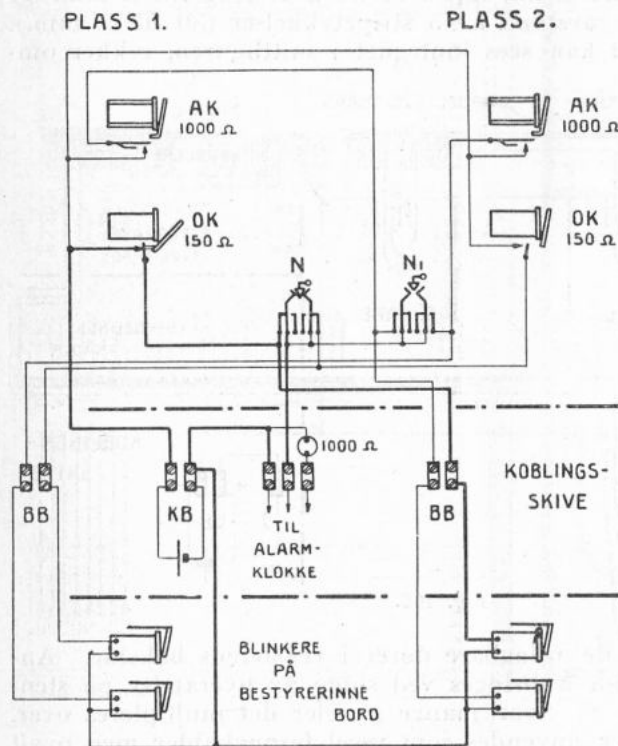 PLASS 1.
PLASS 2.
AK
1000 Ω
AK
1000 Ω
OK
150 Ω
OK
150 Ω
N
N1
1000 Ω
BB
KB
TIL
ALARM-
KLOKKE
BB
KOBLINGS-
SKIVE
BLINKERE
PÅ
BESTYRERINNE
BORD